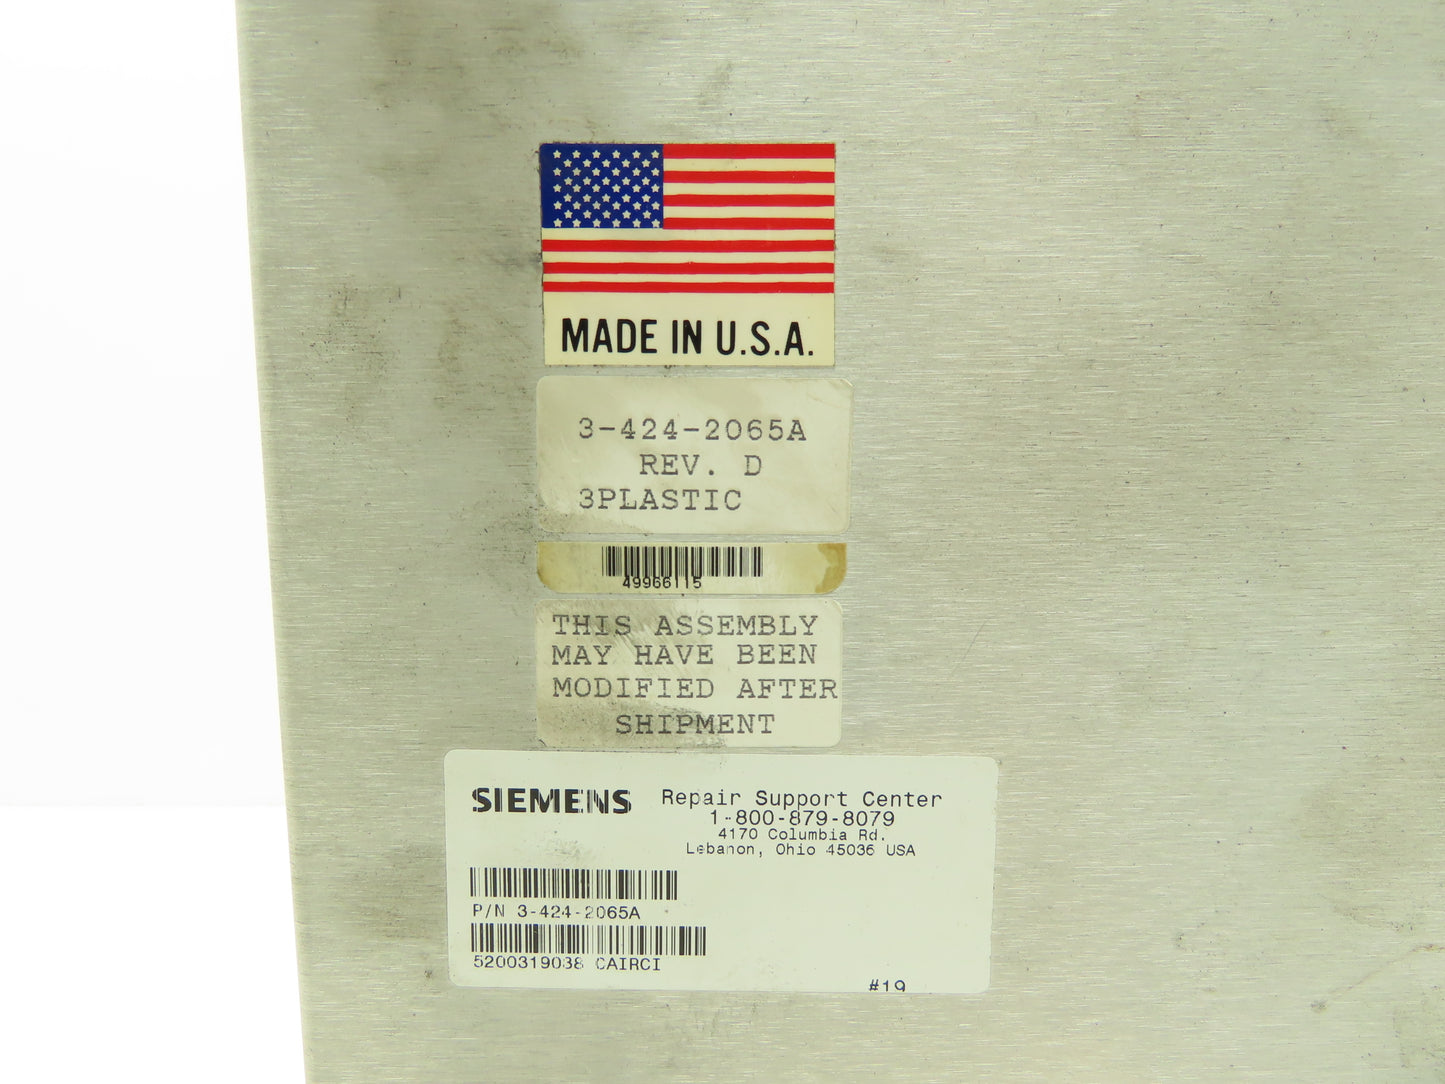 MADE IN U.S.A.
3-424-2065A
REV. D
3PLASTIC
49966115
THIS ASSEMBLY
MAY HAVE BEEN
MODIFIED AFTER
SHIPMENT
SIEMENS
Repair Support Center
1-800-879-8079
4170 Columbia Rd.
Lebanon, Ohio 45036 USA
P/N 3-424-2065A
5200319038 CAIRCI
#19